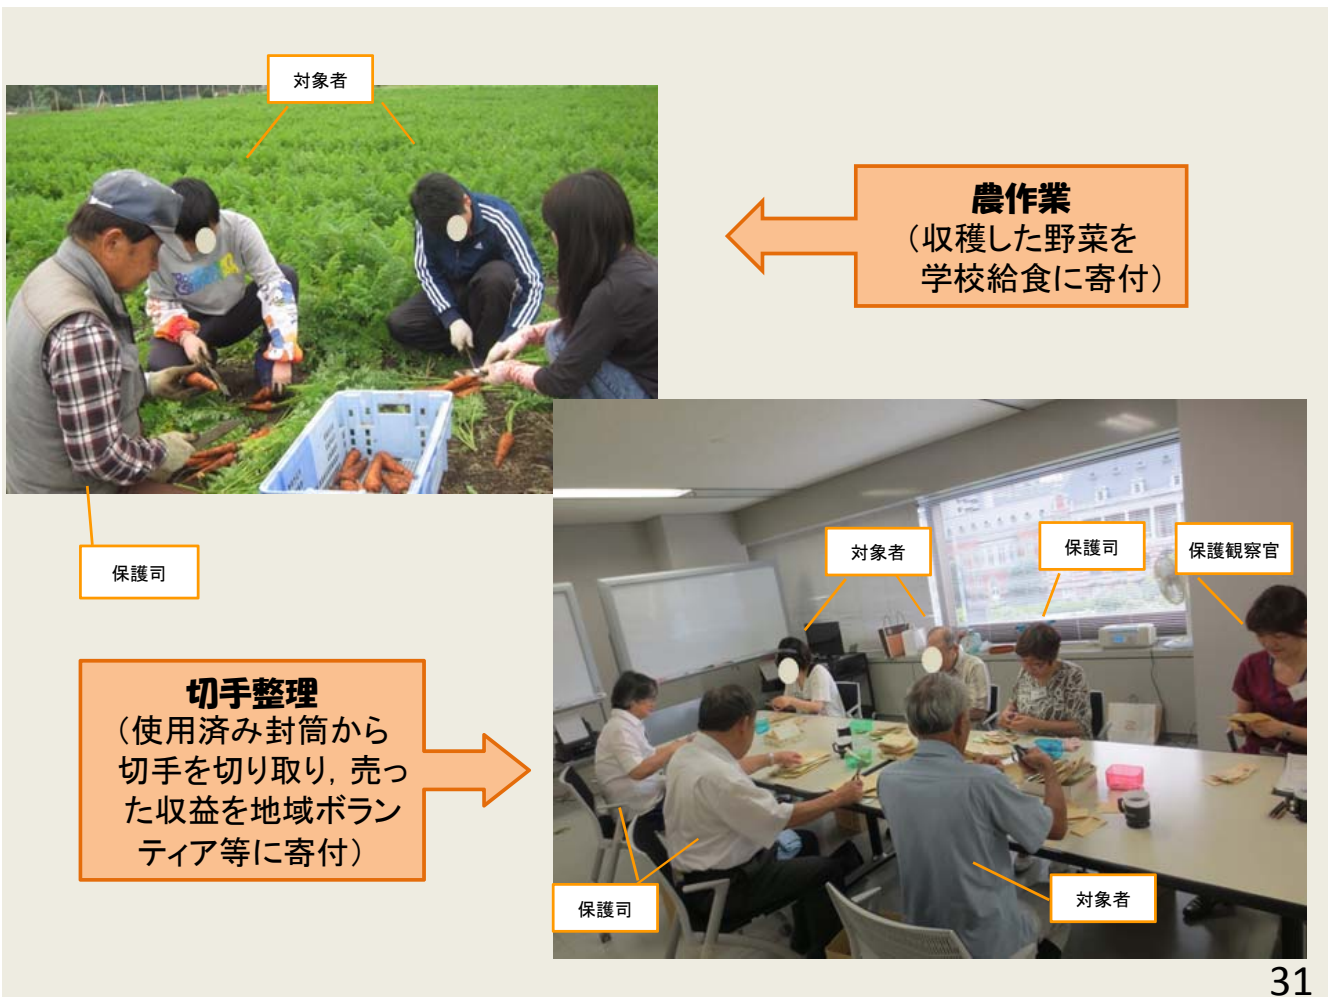 対象者
農作業
（収穫した野菜を
学校給食に寄付）
保護司
対象者
保護司
保護観察官
切手整理
（使用済み封筒から
切手を切り取り，売っ
た収益を地域ボラン
ティア等に寄付）
保護司
対象者
31